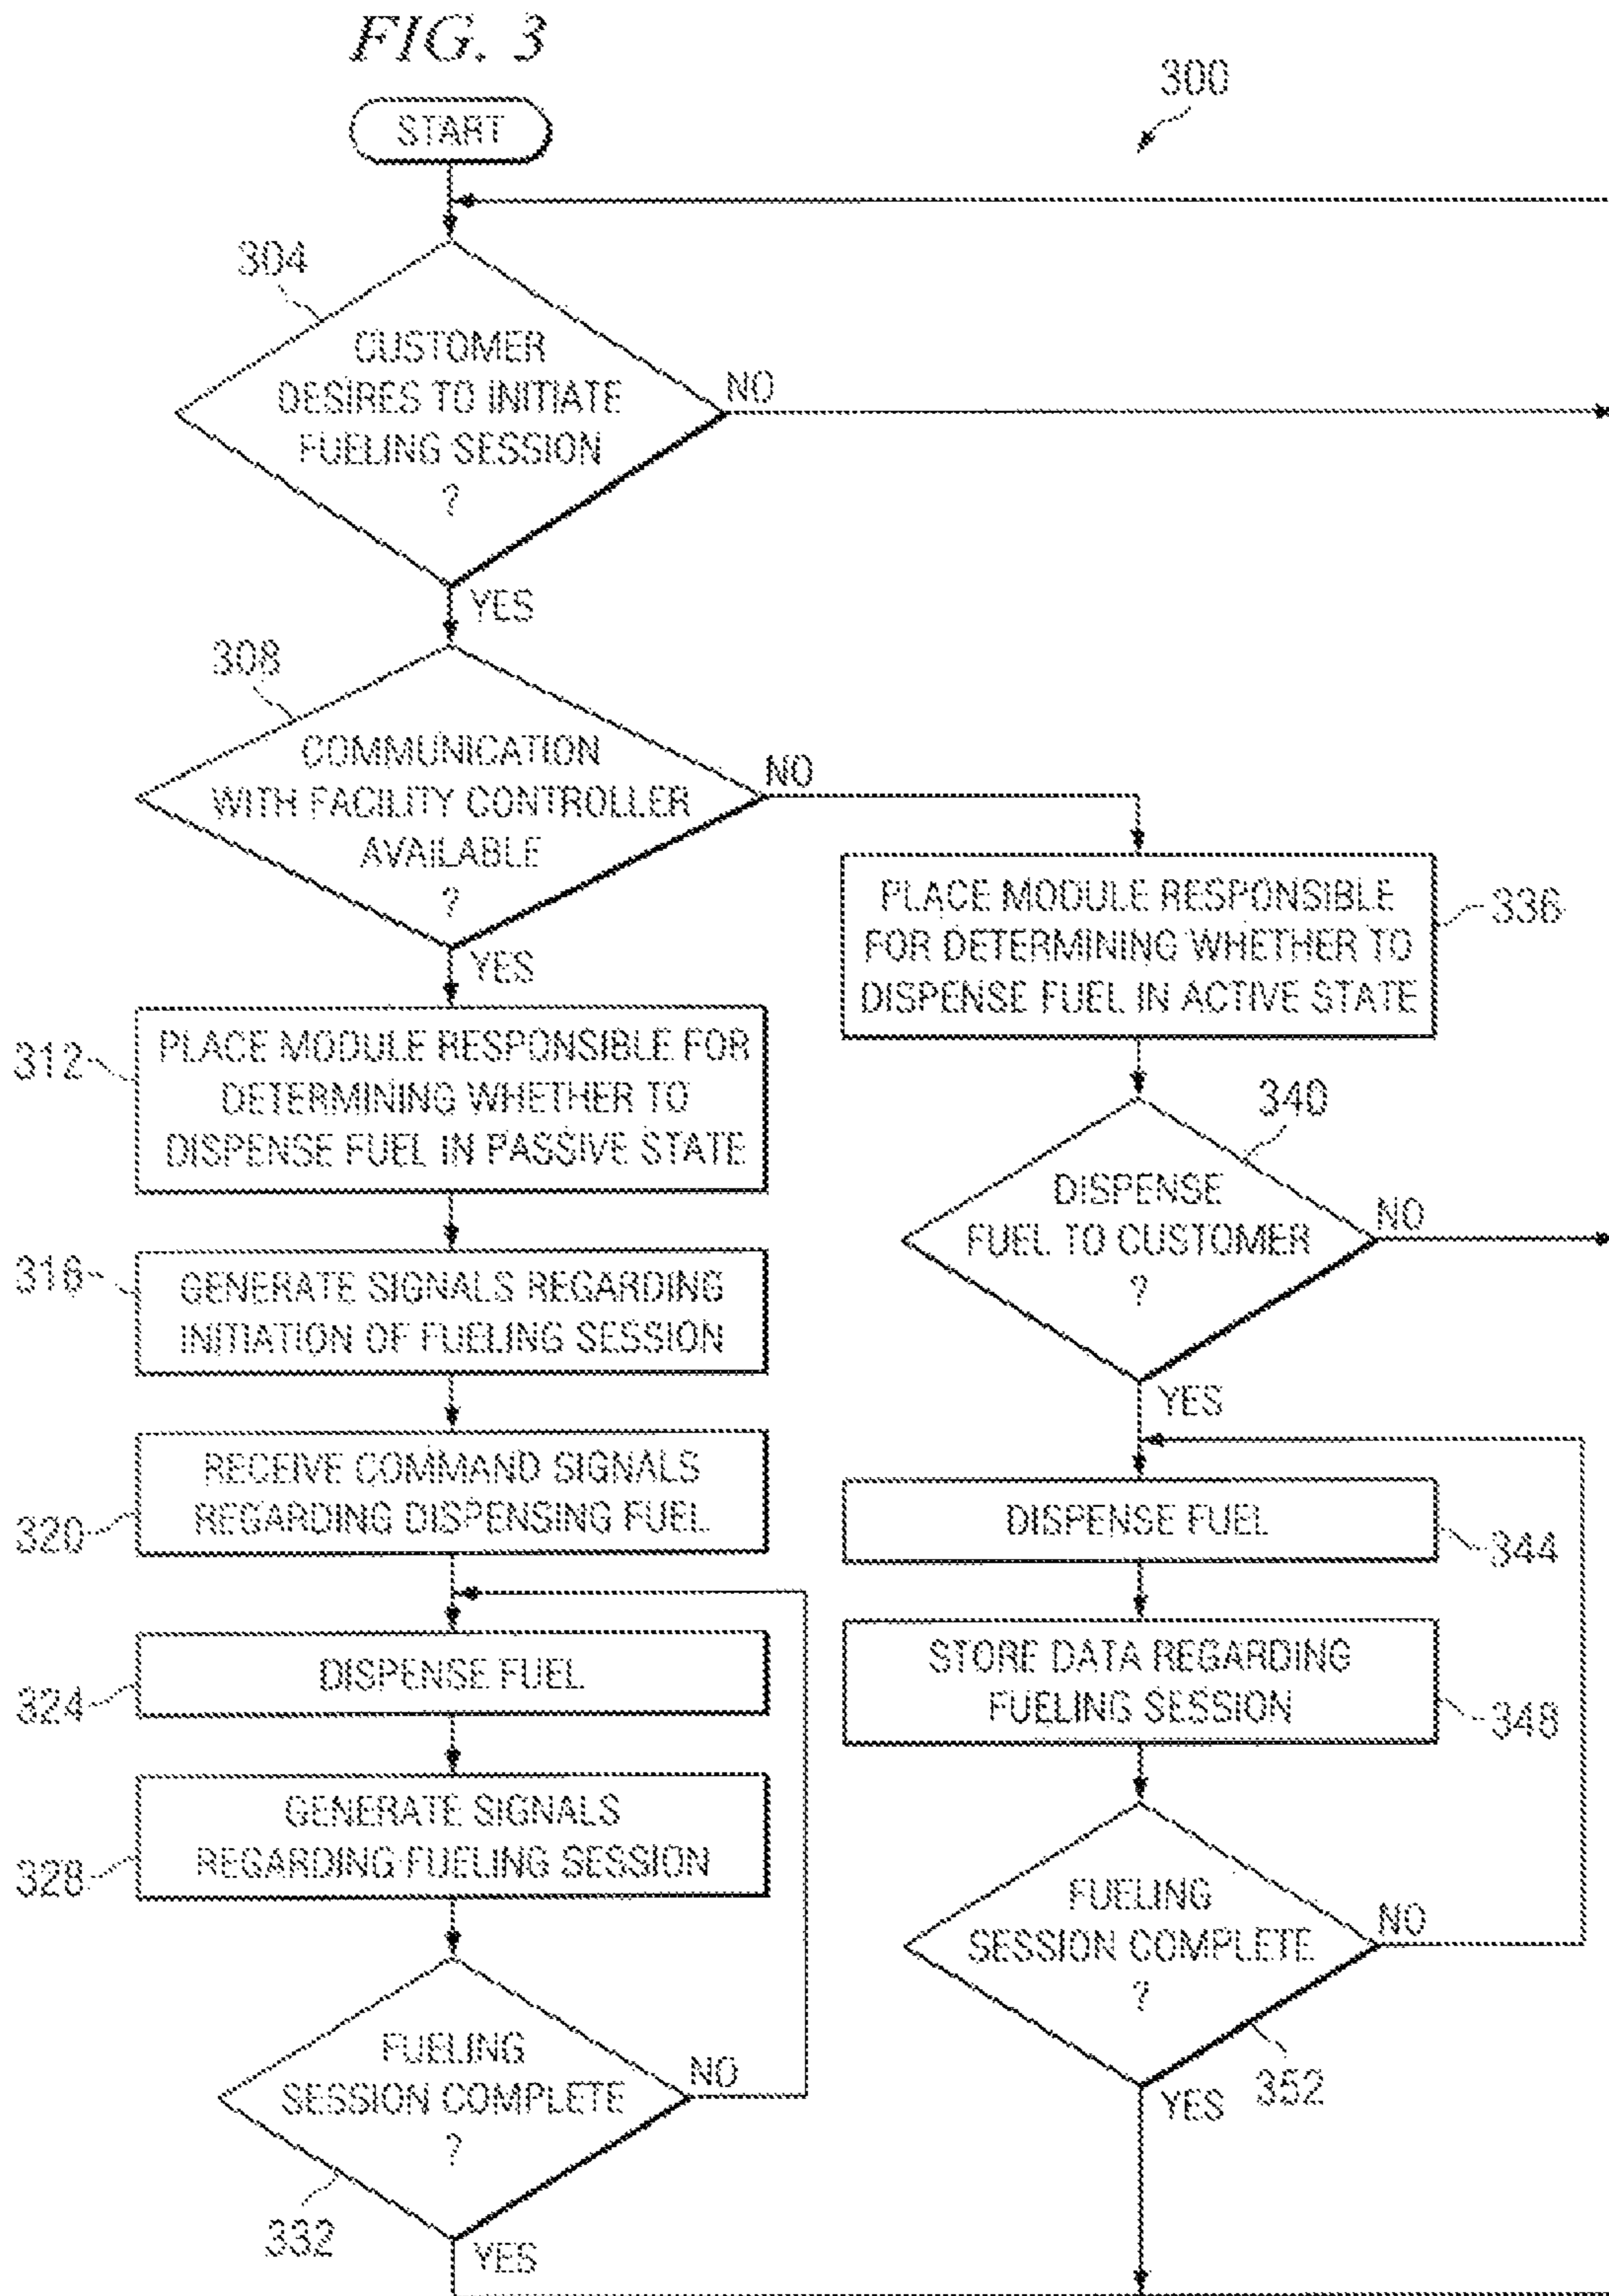 FIG. 3
300
START
304
CUSTOMER
DESIRES TO INITIATE
FUELING SESSION
?
NO
YES
308
COMMUNICATION
WITH FACILITY CONTROLLER
AVAILABLE
?
NO
YES
312
PLACE MODULE RESPONSIBLE FOR
DETERMINING WHETHER TO
DISPENSE FUEL IN PASSIVE STATE
316
GENERATE SIGNALS REGARDING
INITIATION OF FUELING SESSION
320
RECEIVE COMMAND SIGNALS
REGARDING DISPENSING FUEL
324
DISPENSE FUEL
328
GENERATE SIGNALS
REGARDING FUELING SESSION
FUELING
SESSION COMPLETE
?
NO
332
YES
PLACE MODULE RESPONSIBLE
FOR DETERMINING WHETHER TO
DISPENSE FUEL IN ACTIVE STATE
336
340
DISPENSE
FUEL TO CUSTOMER
?
NO
YES
DISPENSE FUEL
344
STORE DATA REGARDING
FUELING SESSION
348
FUELING
SESSION COMPLETE
?
NO
352
YES